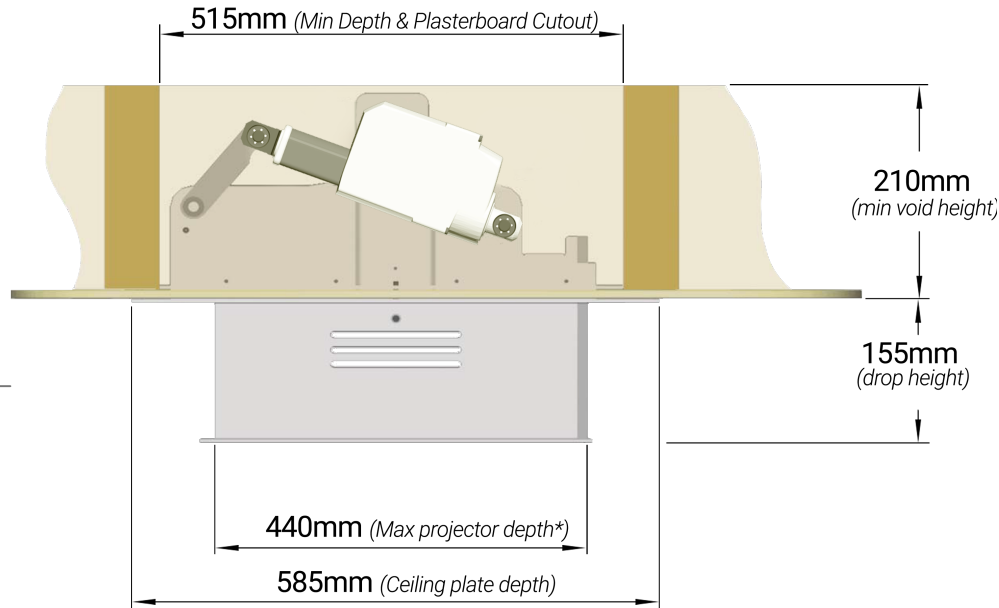 515mm (Min Depth & Plasterboard Cutout)
210mm
(min void height)
155mm
(drop height)
440mm (Max projector depth*)
585mm (Ceiling plate depth)